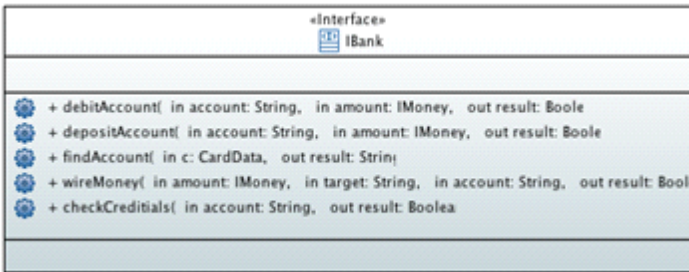 «Interface»
IBank
+ debitAccount( in account: String, in amount: IMoney, out result: Boole
+ depositAccount( in account: String, in amount: IMoney, out result: Boole
+ findAccount( in c: CardData, out result: Strin
+ wireMoney( in amount: IMoney, in target: String, in account: String, out result: Bool
+ checkCreditials( in account: String, out result: Boolea